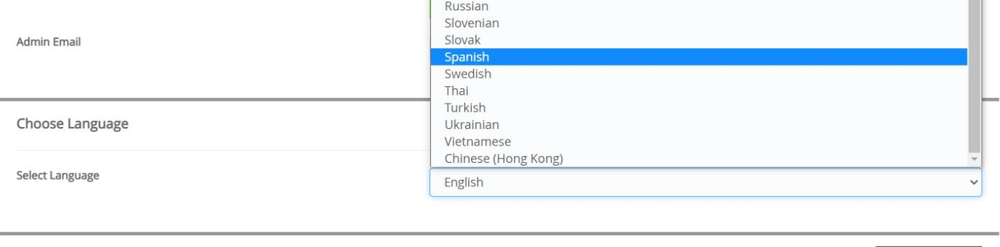 Russian
Slovenian
Admin Email
Slovak
Spanish
Swedish
Thai
Turkish
Choose Language
Ukrainian
Vietnamese
Chinese (Hong Kong)
Select Language
English